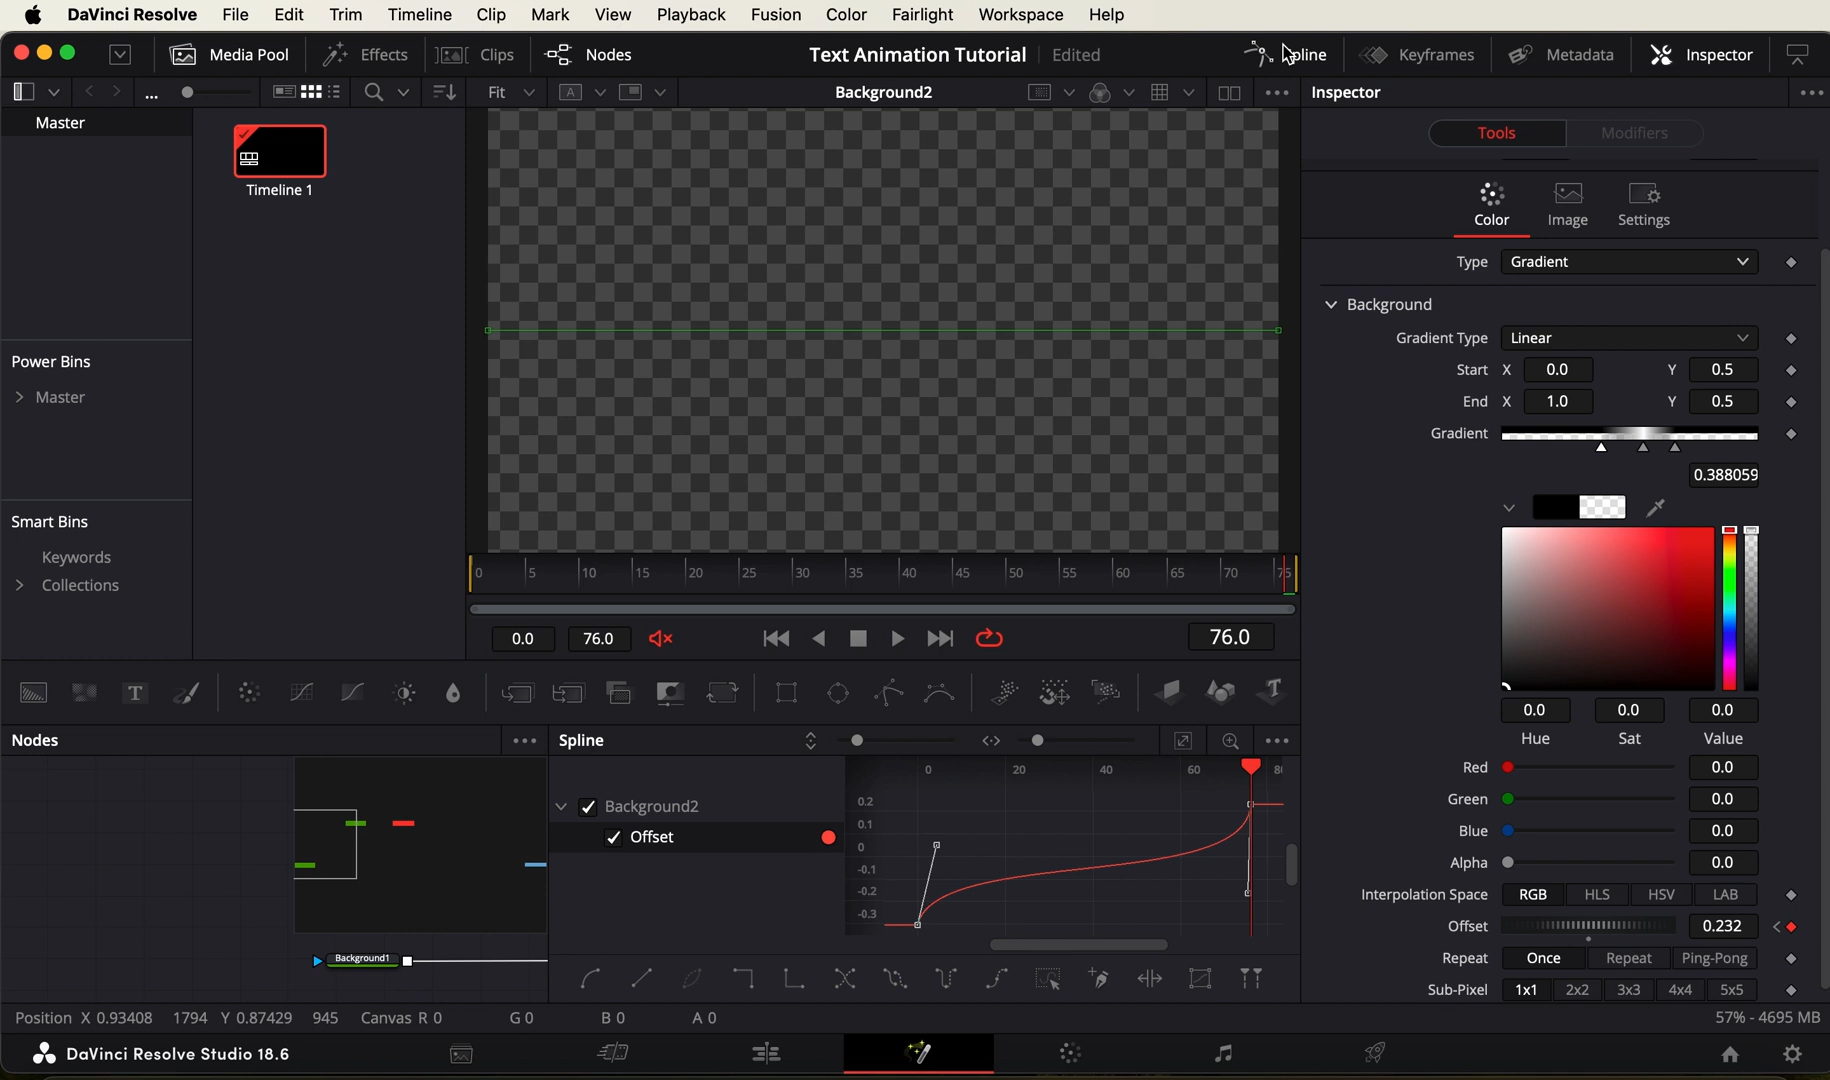 DaVinci Resolve File Edit Trim Timeline Clip Mark View Playback Fusion Color Fairlight Workspace Help
Media Pool Effects Clips Nodes Text Animation Tutorial Edited Spline Keyframes Metadata Inspector
... Fit A Background2 Inspector
Master
Timeline 1
Power Bins
Master
Smart Bins
Keywords
Collections
Tools Modifiers
Color Image Settings
Type Gradient
Background
Gradient Type Linear
Start X 0.0 Y 0.5
End X 1.0 Y 0.5
Gradient
0.388059
0 5 10 15 20 25 30 35 40 45 50 55 60 65 70 75
0.0 76.0 76.0
T T
0.0 0.0 0.0
Hue Sat Value
Red 0.0
Green 0.0
Blue 0.0
Alpha 0.0
Interpolation Space RGB HLS HSV LAB
Offset 0.232
Repeat Once Repeat Ping-Pong
Sub-Pixel 1x1 2x2 3x3 4x4 5x5
Nodes
Background1
Spline
Background2
Offset
0 20 40 60
0.2
0.1
0
-0.1
-0.2
-0.3
Position X 0.93408 1794 Y 0.87429 945 Canvas R 0 G 0 B 0 A 0 57% - 4695 MB
DaVinci Resolve Studio 18.6